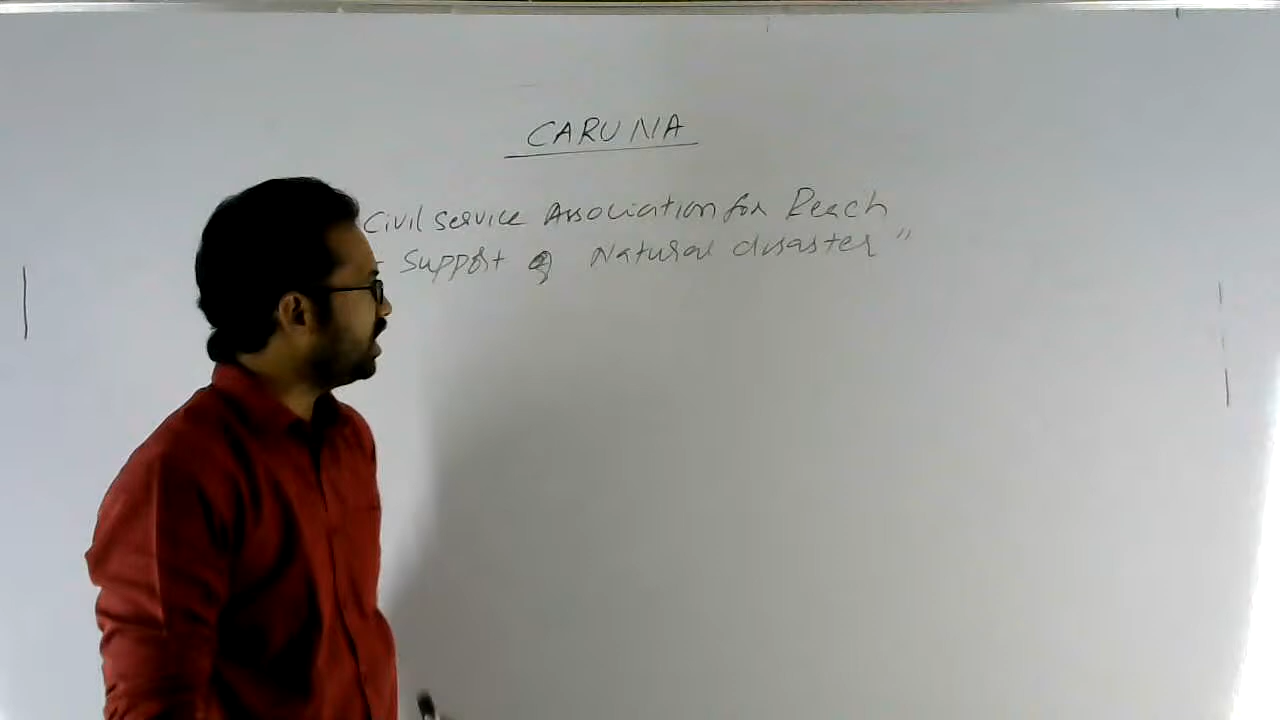 CARUNA
Civil Service Association for Reach
Support Natural disaster "